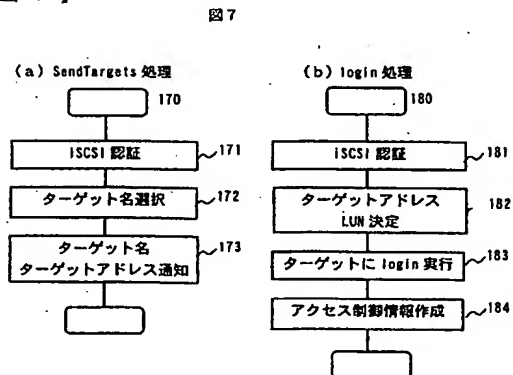 図7
(a) SendTargets 処理
170
iSCSI 認証
171
ターゲット名選択
172
ターゲット名
ターゲットアドレス通知
173
(b) login 処理
180
iSCSI 認証
181
ターゲットアドレス
LUN 決定
182
ターゲットに login 実行
183
アクセス制御情報作成
184